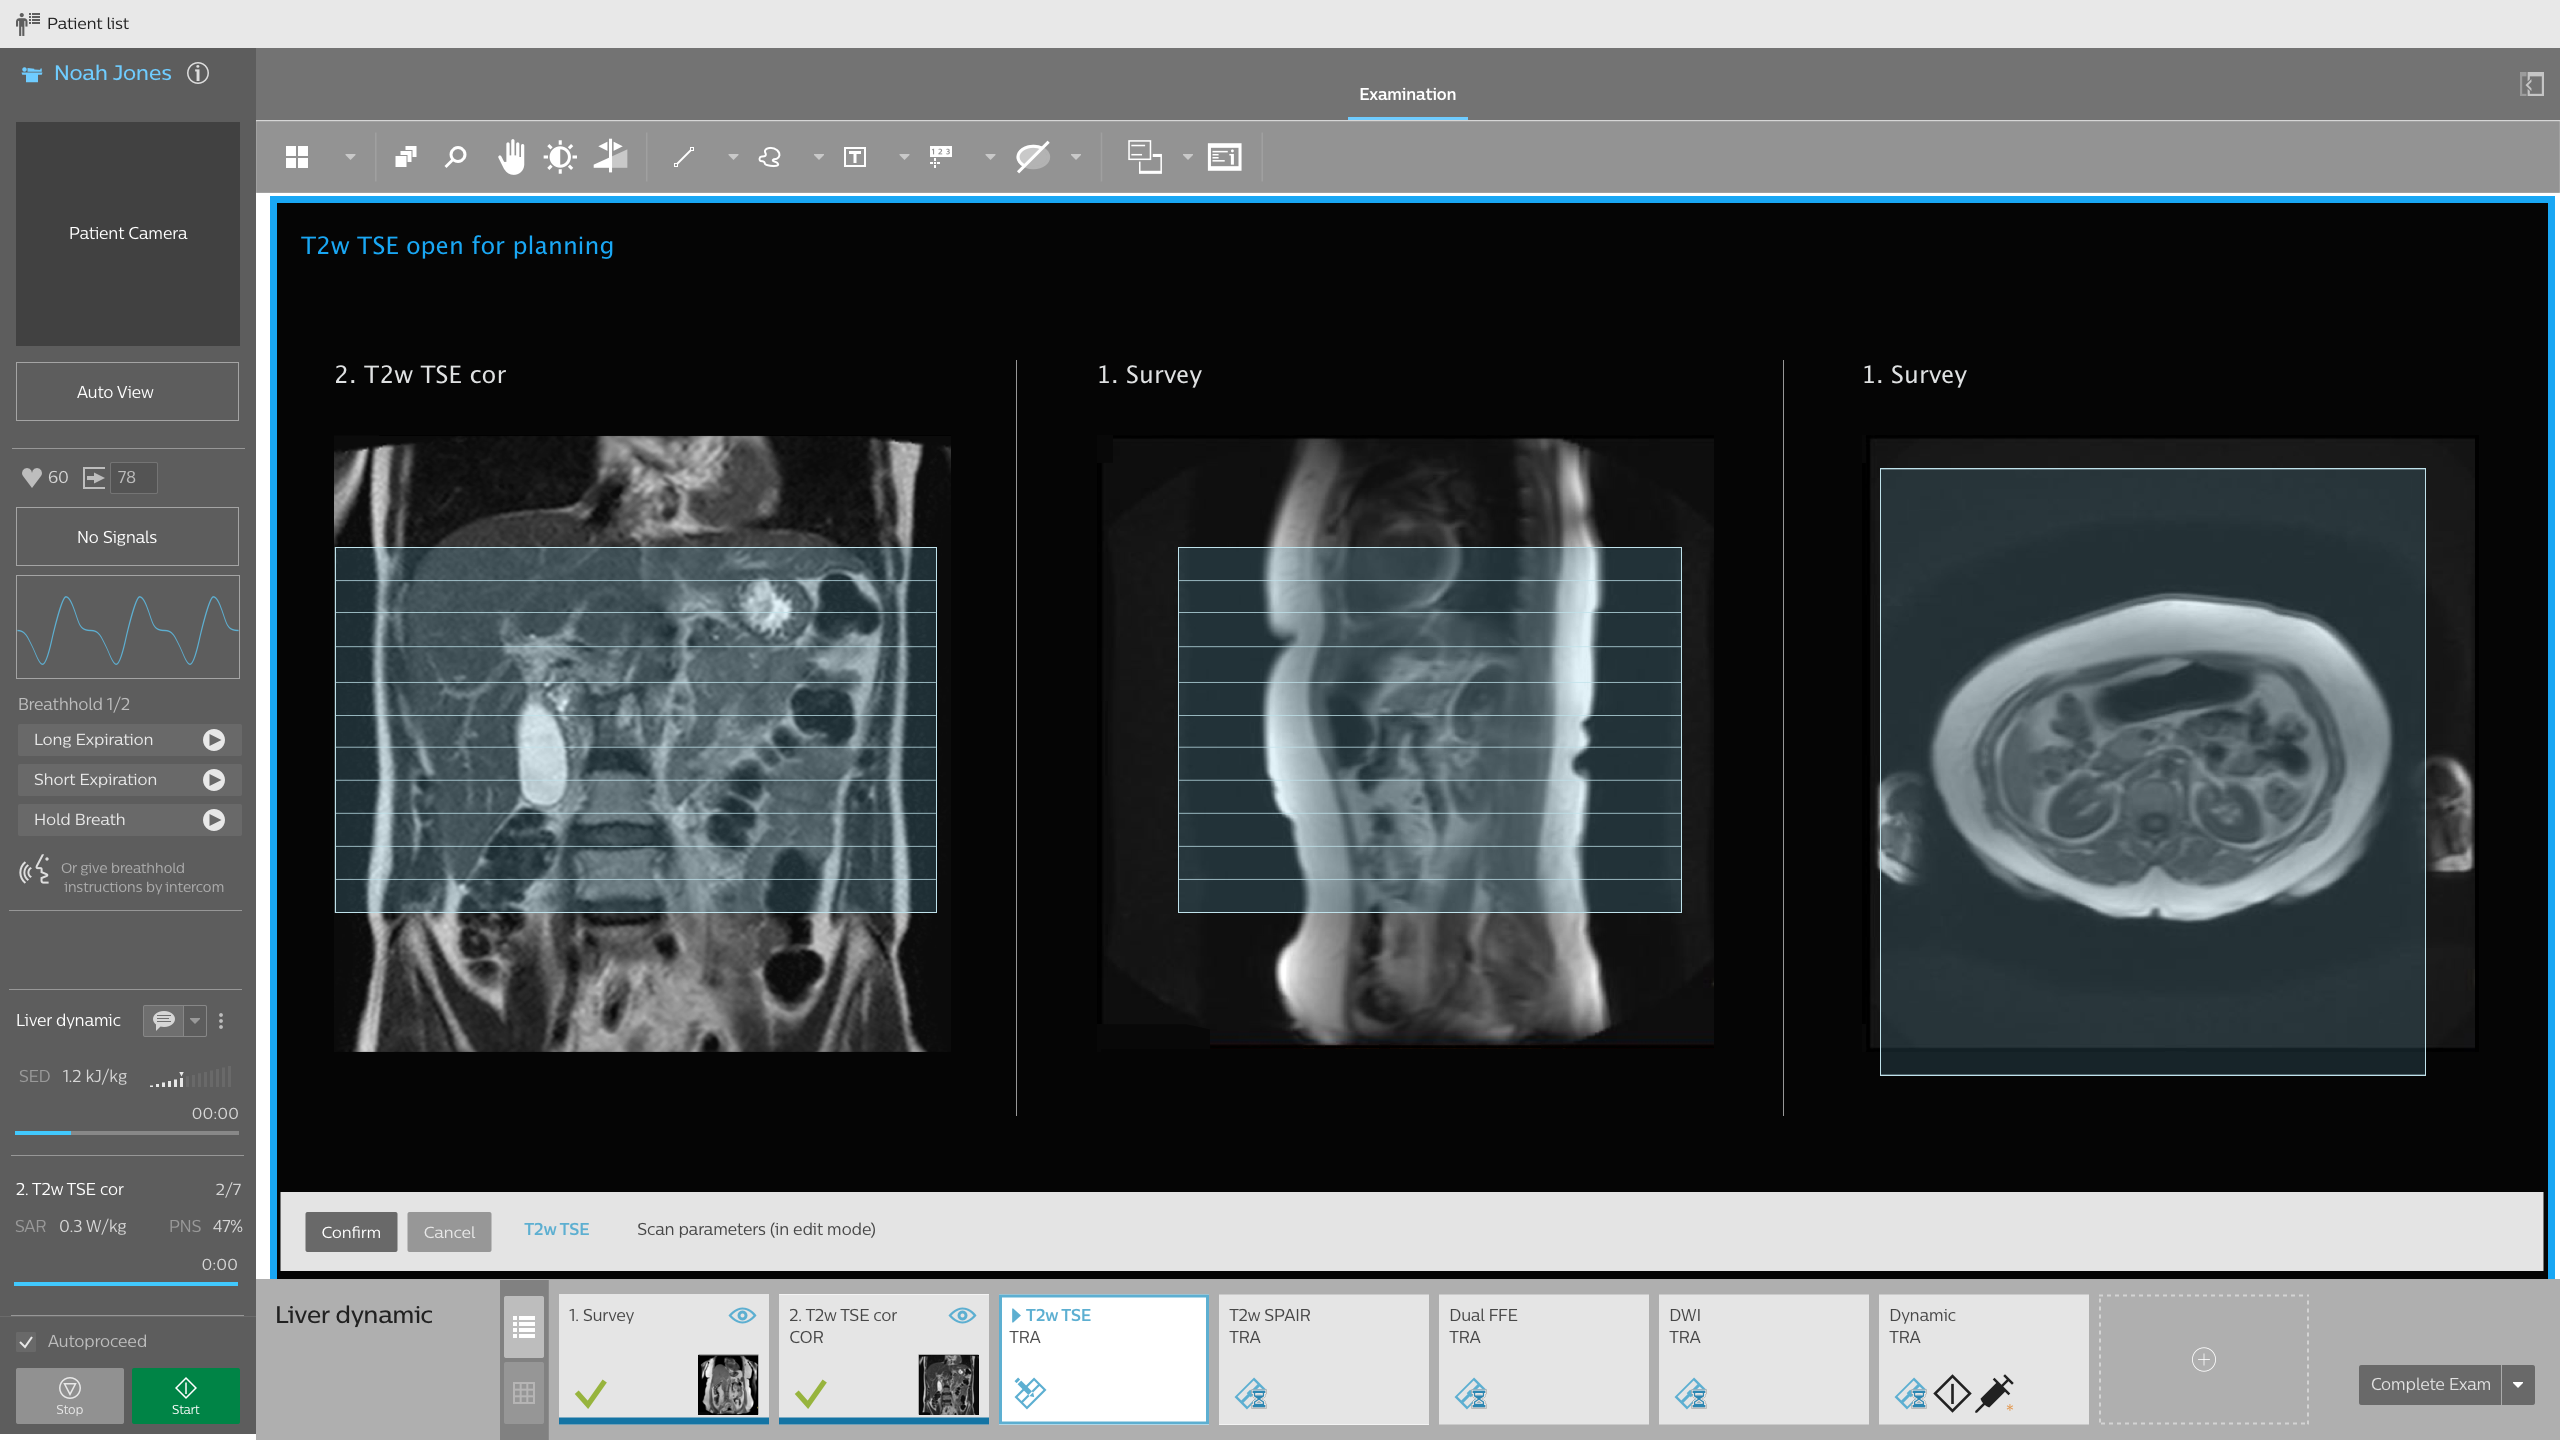 Patient list
Noah Jones
Examination
Patient Camera
Auto View
60
78
No Signals
Breathhold 1/2
Long Expiration
Short Expiration
Hold Breath
Or give breathhold
instructions by intercom
Liver dynamic
SED 1.2 kJ/kg
00:00
2. T2w TSE cor 2/7
SAR 0.3 W/kg PNS 47%
0:00
Autoproceed
Stop
Start
T
1 2 3
T2w TSE open for planning
2. T2w TSE cor
1. Survey
1. Survey
Confirm
Cancel
T2w TSE
Scan parameters (in edit mode)
Liver dynamic
1. Survey
2. T2w TSE cor
COR
T2w TSE
TRA
T2w SPAIR
TRA
Dual FFE
TRA
DWI
TRA
Dynamic
TRA
Complete Exam